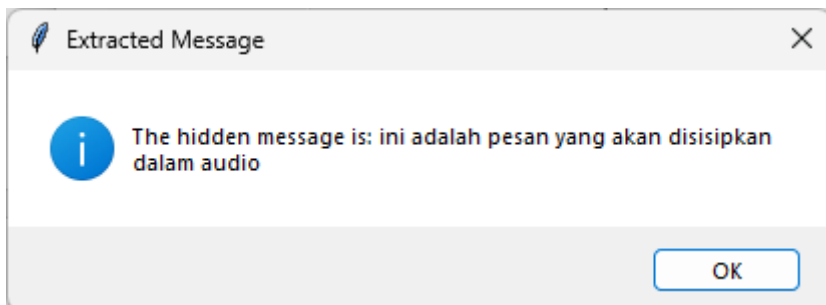 Extracted Message
The hidden message is: ini adalah pesan yang akan disisipkan
dalam audio
OK